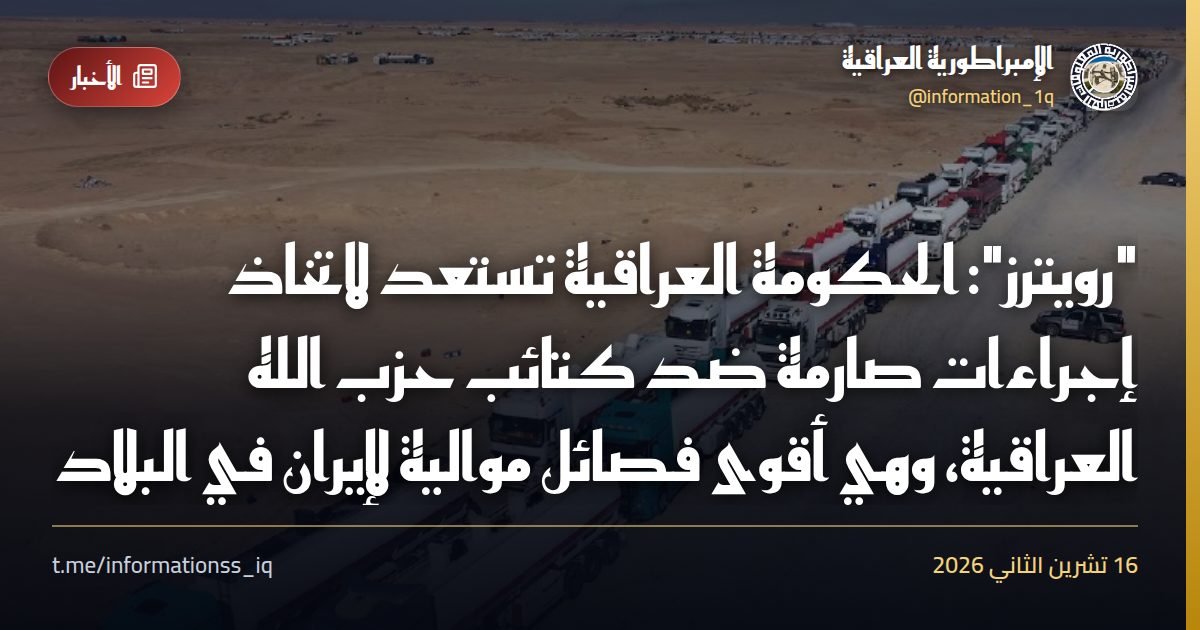 الإمبراطورية العراقية
@information_1q
الأخبار
"رويترز": الحكومة العراقية تستعد لاتخاذ
إجراءات صارمة ضد كتائب حزب الله
العراقية، وهي أقوى فصائل موالية لإيران في البلاد
16 تشرين الثاني 2026
t.me/informationss_iq